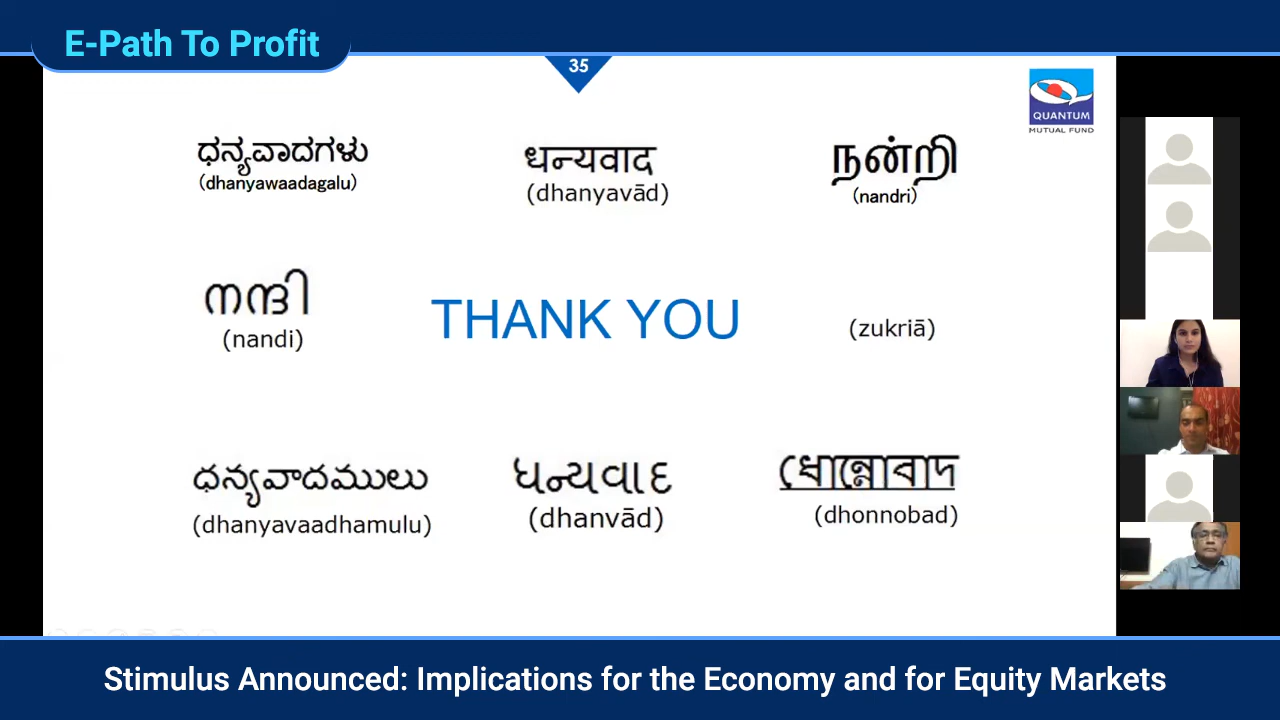 E-Path To Profit
35
QUANTUM
MUTUAL FUND
ಧನ್ಯವಾದಗಳು
(dhanyawaadagalu)
धन्यवाद
(dhanyavād)
நன்றி
(nandri)
നന്ദി
(nandi)
THANK YOU
(zukriā)
ధన్యవాదములు
(dhanyavaadhamulu)
ધન્યવાદ
(dhanvād)
ধোন্নোবাদ
(dhonnobad)
Stimulus Announced: Implications for the Economy and for Equity Markets